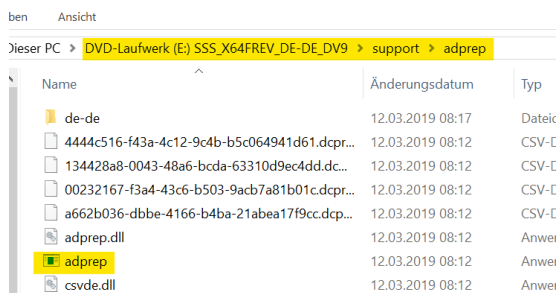 ben Ansicht
Dieser PC > DVD-Laufwerk (E:) SSS_X64FREV_DE-DE_DV9 > support > adprep
Name Änderungsdatum Typ
de-de 12.03.2019 08:17 Dateic
4444c516-f43a-4c12-9c4b-b5c064941d61.dcpr... 12.03.2019 08:12 CSV-D
134428a8-0043-48a6-bcda-63310d9ec4dd.dc... 12.03.2019 08:12 CSV-D
00232167-f3a4-43c6-b503-9acb7a81b01c.dcpr... 12.03.2019 08:12 CSV-D
a662b036-dbbe-4166-b4ba-21abea17f9cc.dcp... 12.03.2019 08:12 CSV-D
adprep.dll 12.03.2019 08:12 Anwer
adprep 12.03.2019 08:12 Anwer
csvde.dll 12.03.2019 08:12 Anwer